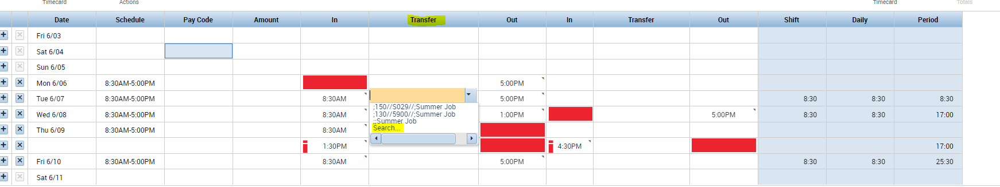 Timecard Actions Timecard Totals
Date Schedule Pay Code Amount In Transfer Out In Transfer Out Shift Daily Period
Fri 6/03
Sat 6/04
Sun 6/05
Mon 6/06 8:30AM-5:00PM 5:00PM
Tue 6/07 8:30AM-5:00PM 8:30AM 5:00PM 8:30 8:30 8:30
;150//S029//;Summer Job
Wed 6/08 8:30AM-5:00PM 8:30AM ;130//5900//;Summer Job 1:00PM 5:00PM 8:30 8:30 17:00
;;Summer Job
Thu 6/09 8:30AM-5:00PM 8:30AM Search...
1:30PM 4:30PM 17:00
Fri 6/10 8:30AM-5:00PM 8:30AM 5:00PM 8:30 8:30 25:30
Sat 6/11